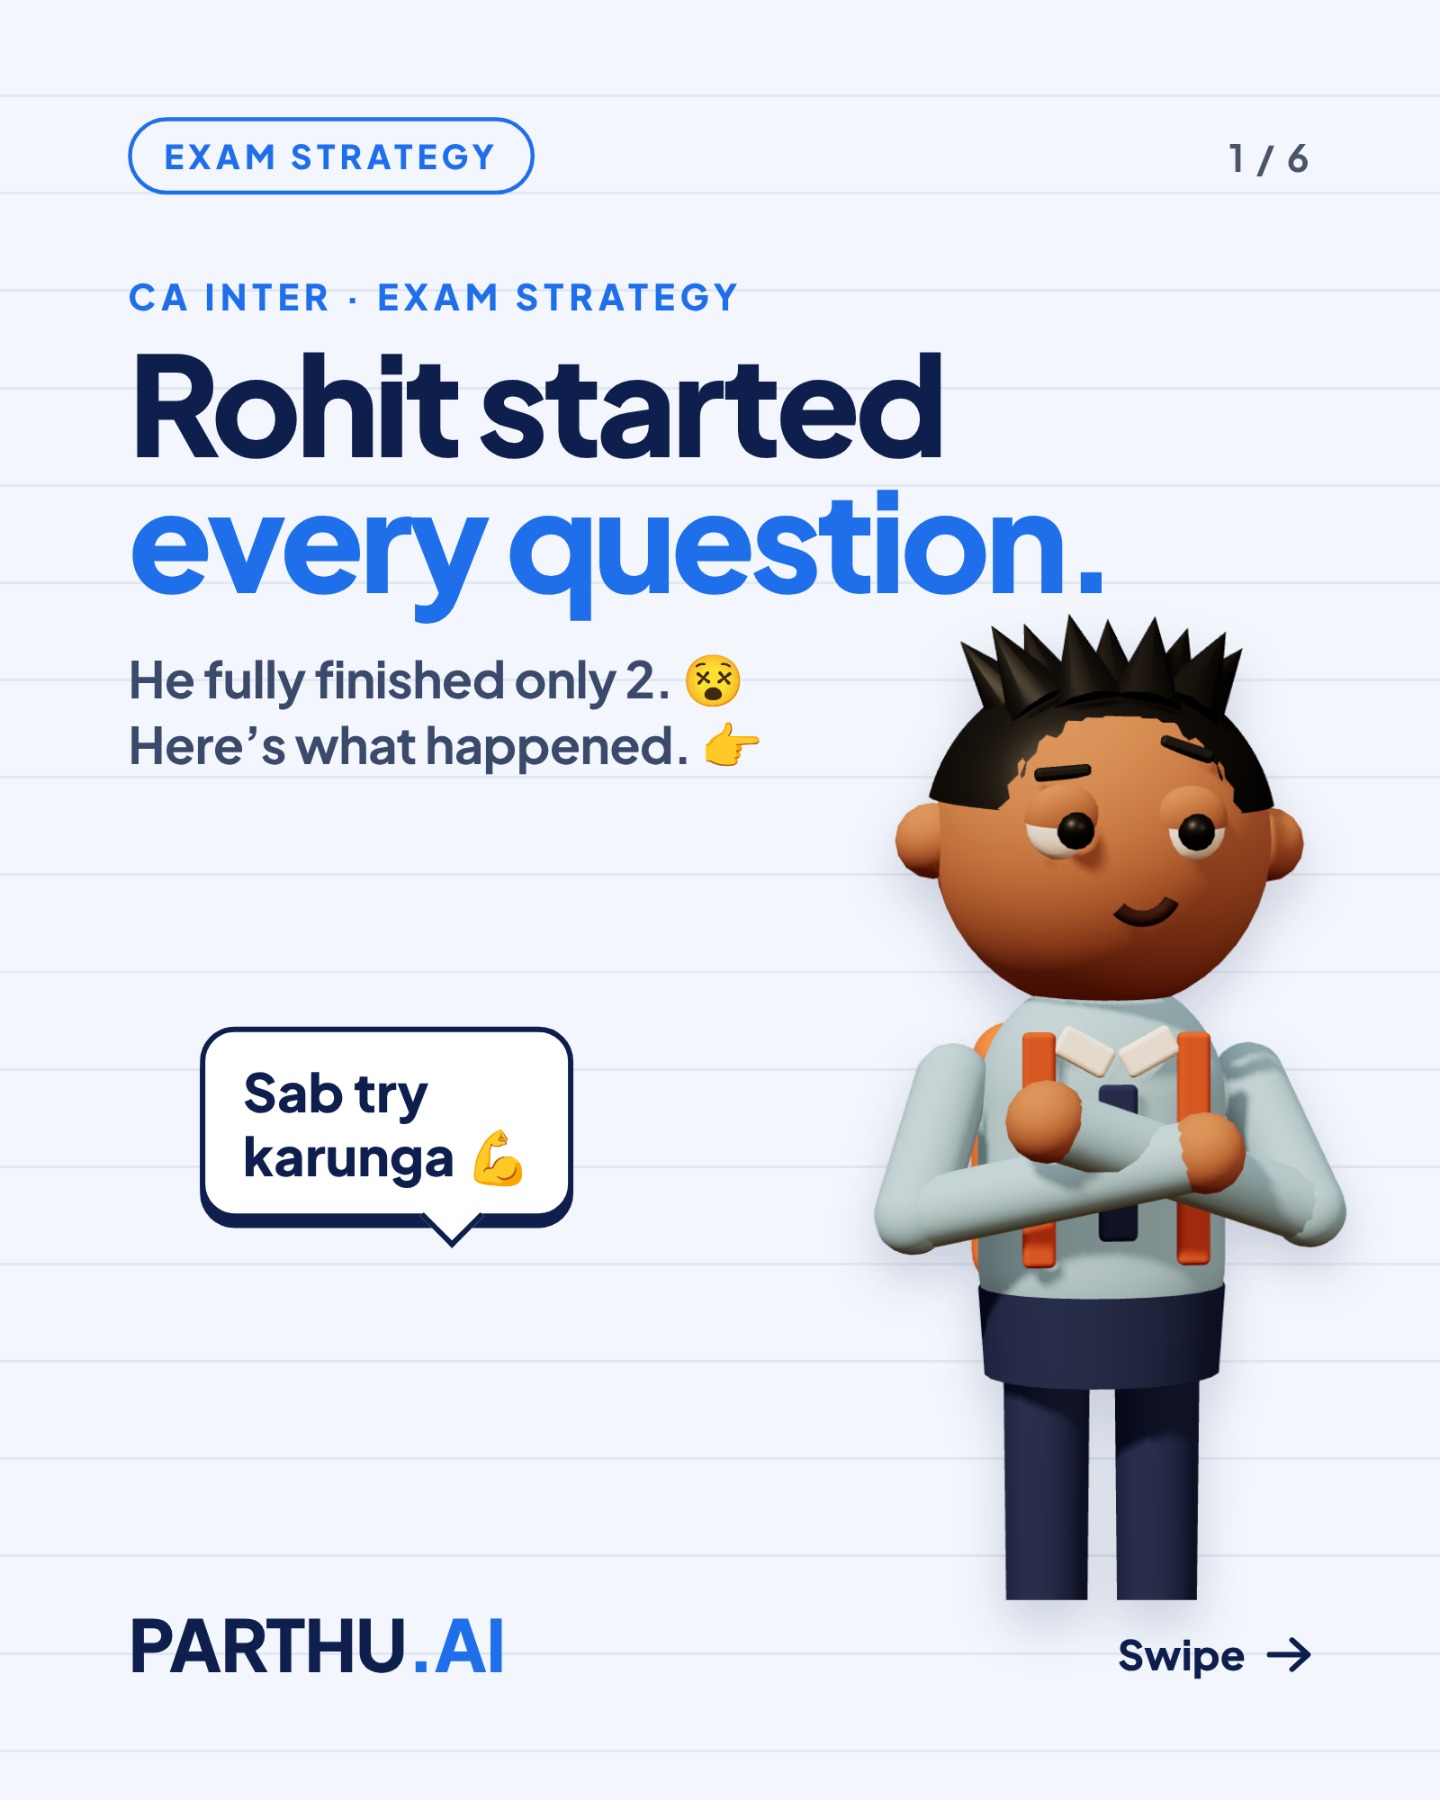 EXAM STRATEGY
1 / 6
CA INTER · EXAM STRATEGY
Rohit started
every question.
He fully finished only 2. 😵
Here’s what happened. 👉
Sab try
karunga 💪
PARTHU.AI
Swipe →